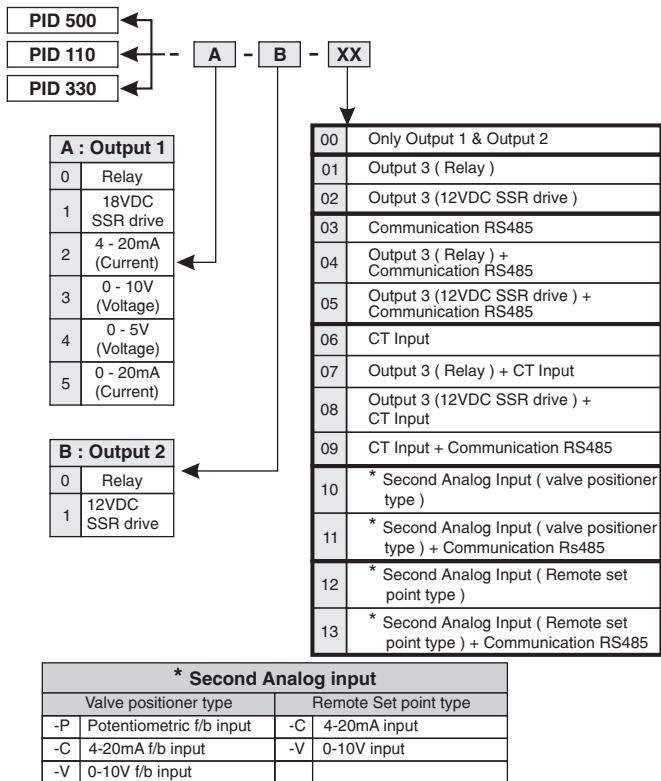 PID 500
PID 110
PID 330
- A - B - XX
A : Output 1
0 Relay
1 18VDC
SSR drive
2 4 - 20mA
(Current)
3 0 - 10V
(Voltage)
4 0 - 5V
(Voltage)
5 0 - 20mA
(Current)
B : Output 2
0 Relay
1 12VDC
SSR drive
00 Only Output 1 & Output 2
01 Output 3 ( Relay )
02 Output 3 (12VDC SSR drive )
03 Communication RS485
04 Output 3 ( Relay ) +
Communication RS485
05 Output 3 (12VDC SSR drive ) +
Communication RS485
06 CT Input
07 Output 3 ( Relay ) + CT Input
08 Output 3 (12VDC SSR drive ) +
CT Input
09 CT Input + Communication RS485
10 * Second Analog Input ( valve positioner
type )
11 * Second Analog Input ( valve positioner
type ) + Communication Rs485
12 * Second Analog Input ( Remote set
point type )
13 * Second Analog Input ( Remote set
point type ) + Communication RS485
* Second Analog input
Valve positioner type Remote Set point type
-P Potentiometric f/b input -C 4-20mA input
-C 4-20mA f/b input -V 0-10V input
-V 0-10V f/b input